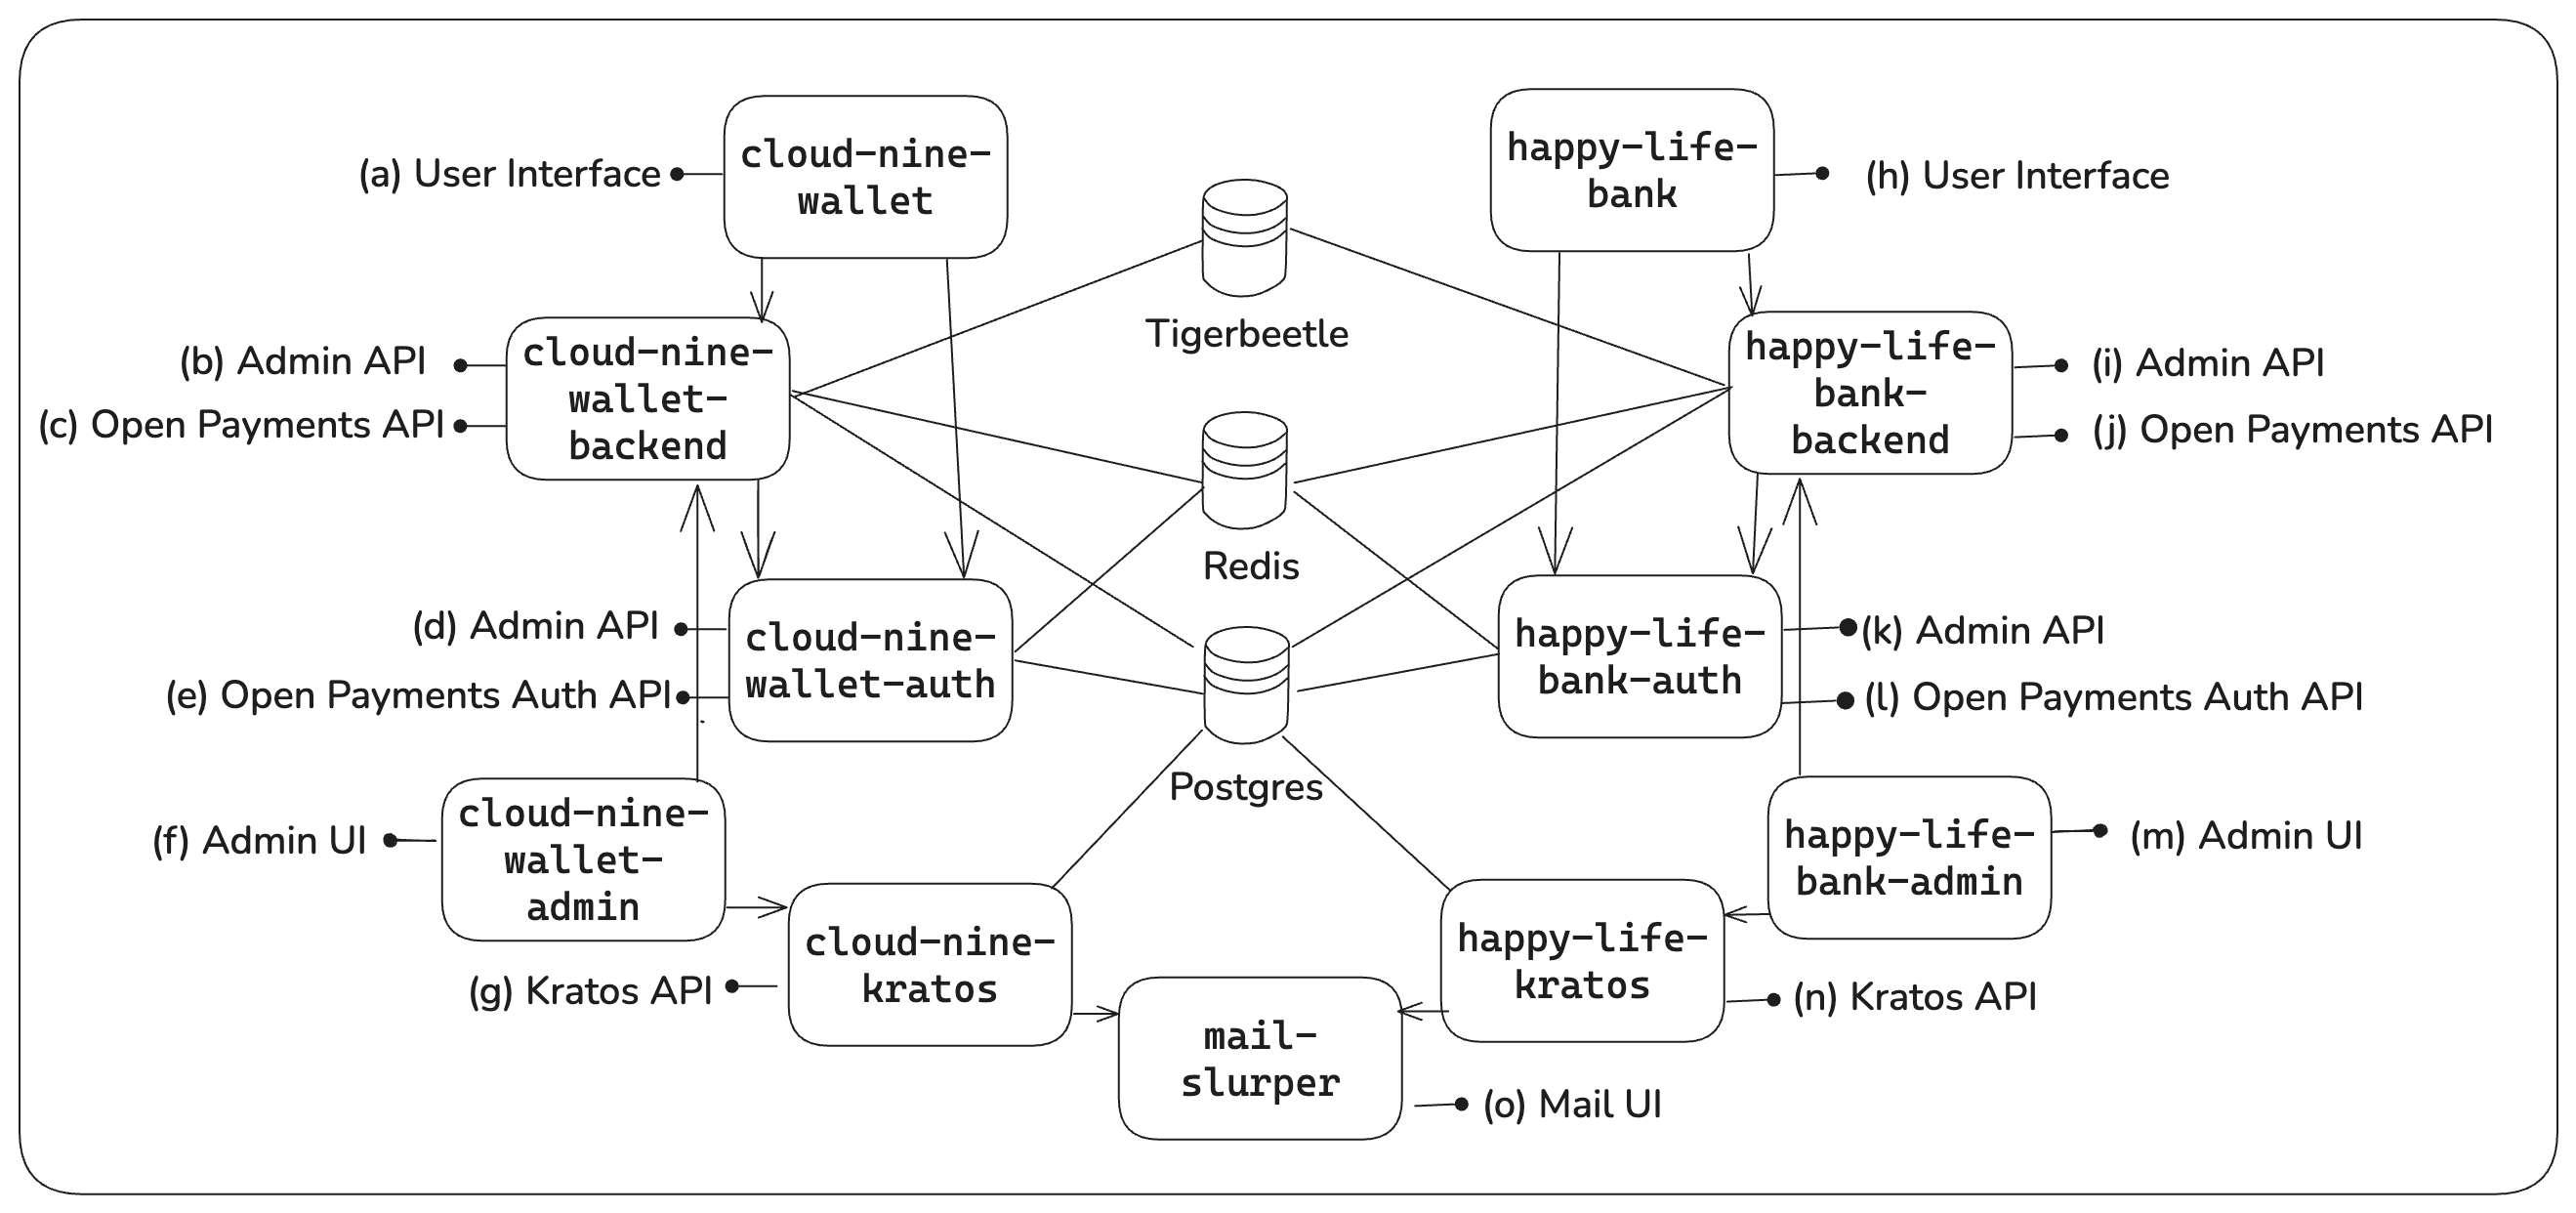 cloud-nine-
wallet
(a) User Interface
happy-life-
bank
(h) User Interface
Tigerbeetle
cloud-nine-
wallet-
backend
(b) Admin API
(c) Open Payments API
happy-life-
bank-
backend
(i) Admin API
(j) Open Payments API
Redis
cloud-nine-
wallet-auth
(d) Admin API
(e) Open Payments Auth API
happy-life-
bank-auth
(k) Admin API
(l) Open Payments Auth API
Postgres
cloud-nine-
wallet-
admin
(f) Admin UI
happy-life-
bank-admin
(m) Admin UI
cloud-nine-
kratos
(g) Kratos API
happy-life-
kratos
(n) Kratos API
mail-
slurper
(o) Mail UI